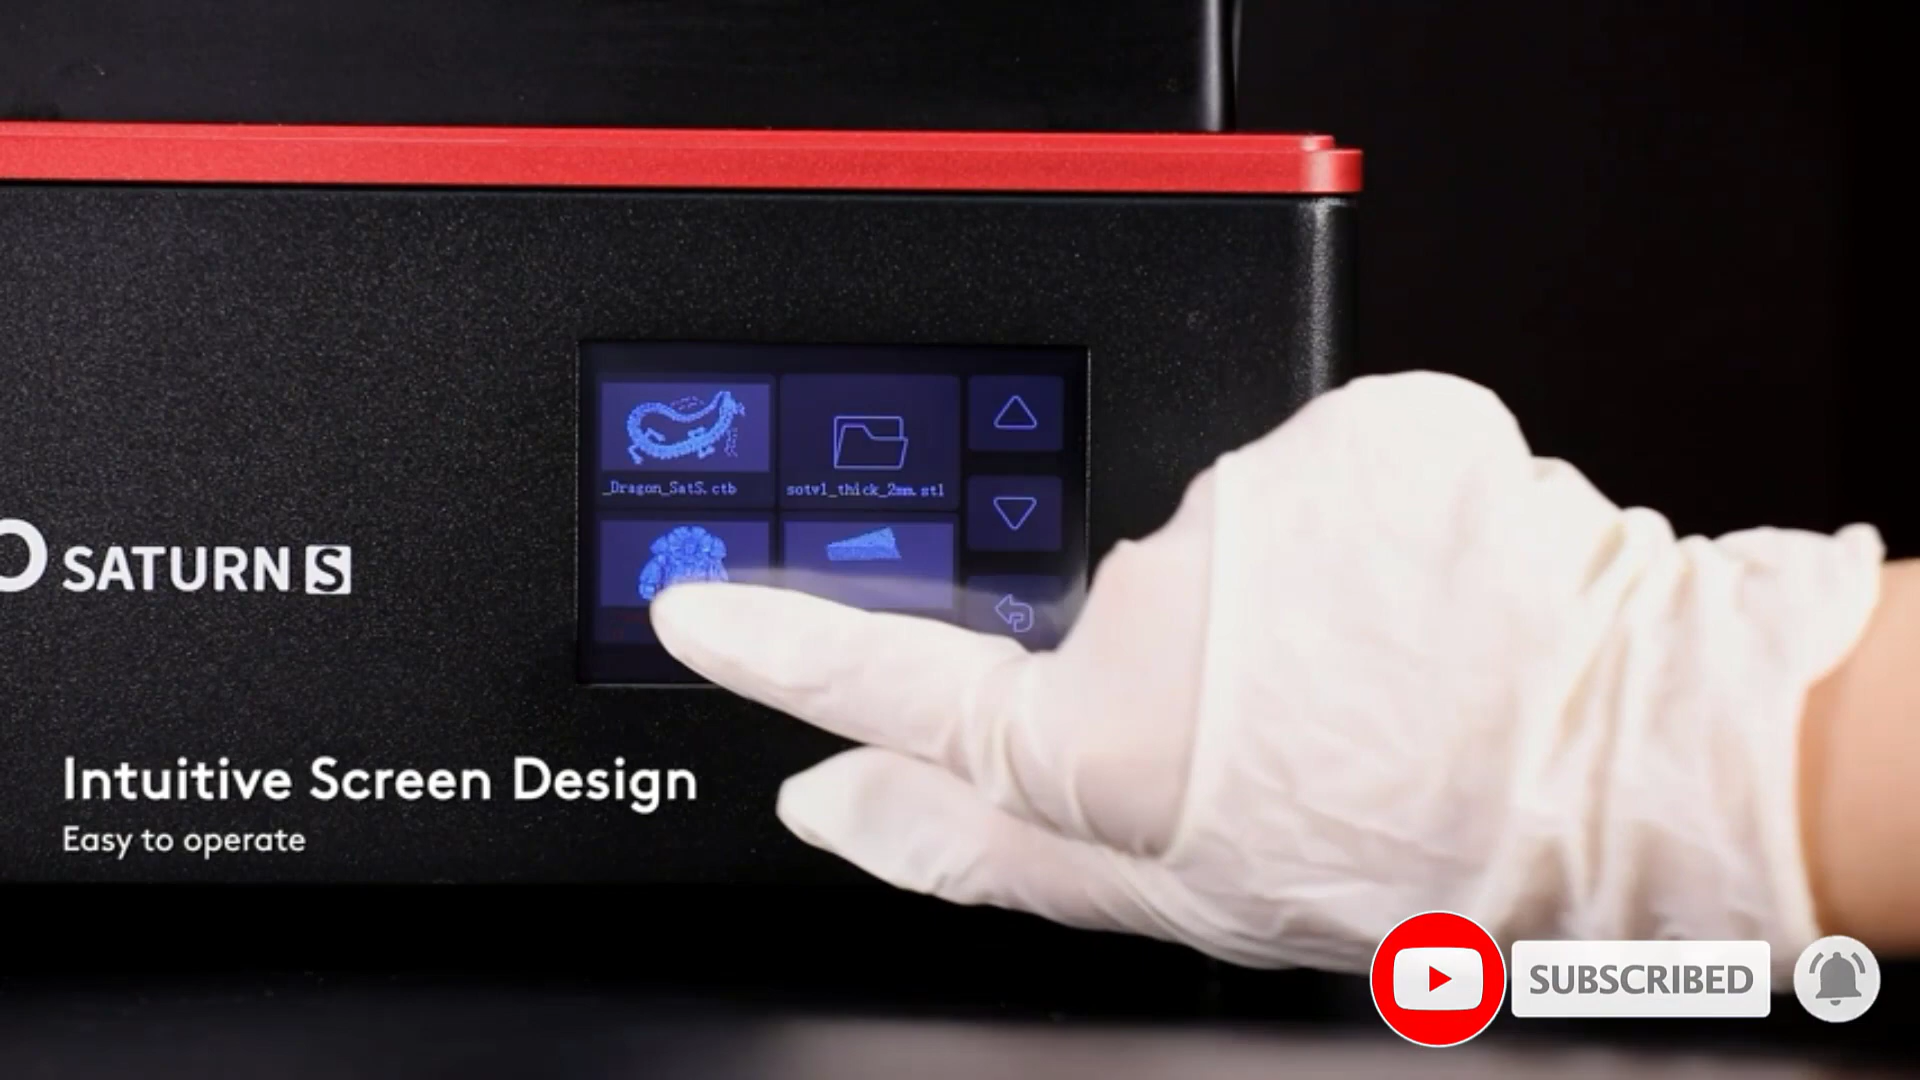 _Dragon_SatS.ctb
sotvl_thick_2mm.stl
O SATURN S
Intuitive Screen Design
Easy to operate
SUBSCRIBED